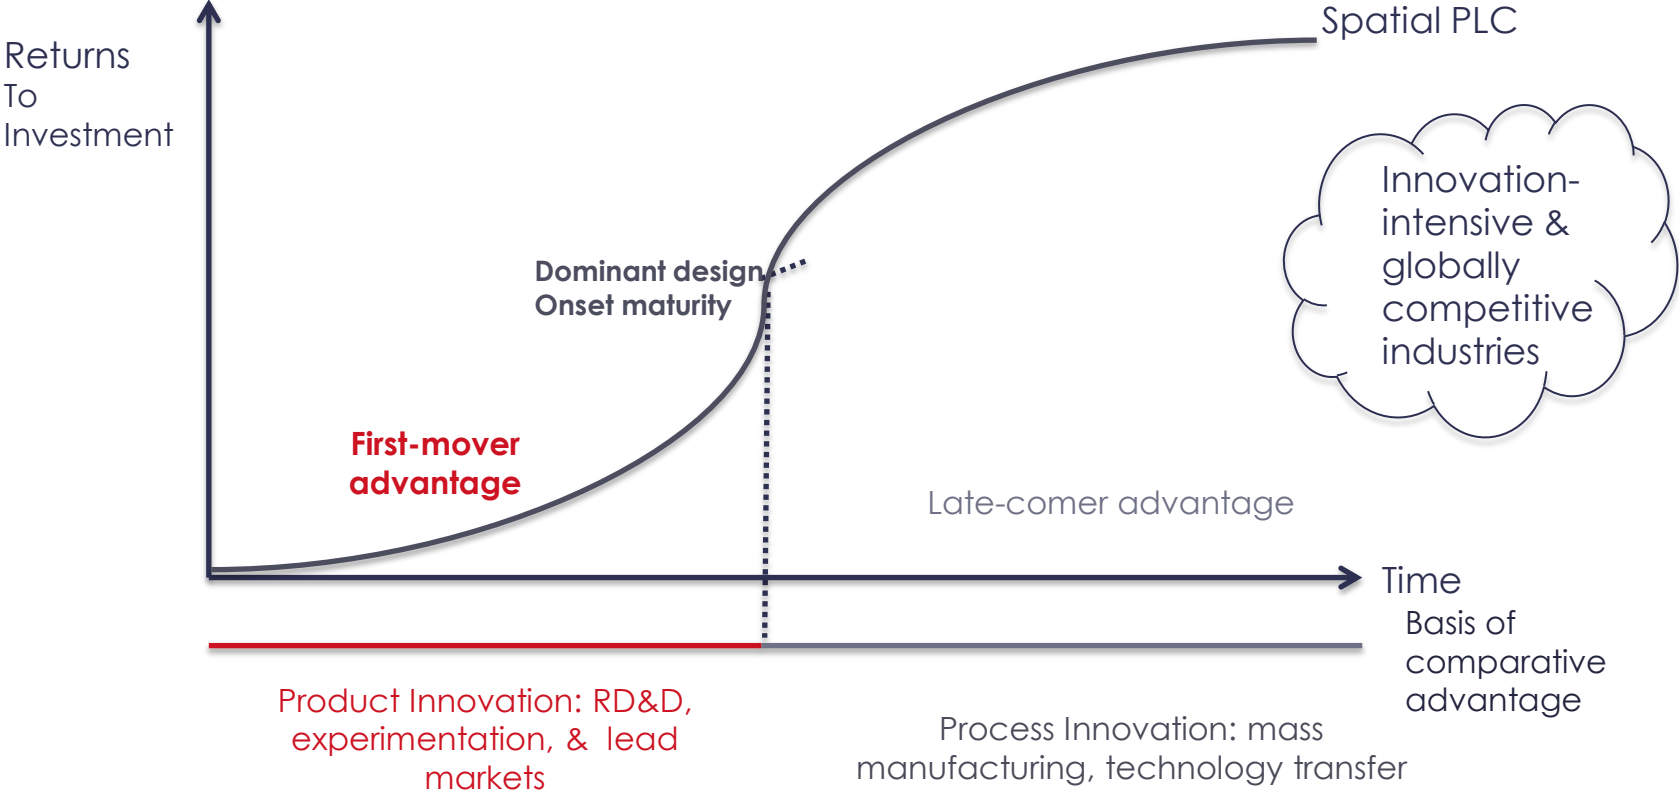 Spatial PLC
Returns
To
Investment
Innovation-
intensive &
globally
competitive
industries
Dominant design
Onset maturity
First-mover
advantage
Late-comer advantage
Time
Basis of
comparative
advantage
Product Innovation: RD&D,
experimentation, & lead
markets
Process Innovation: mass
manufacturing, technology transfer